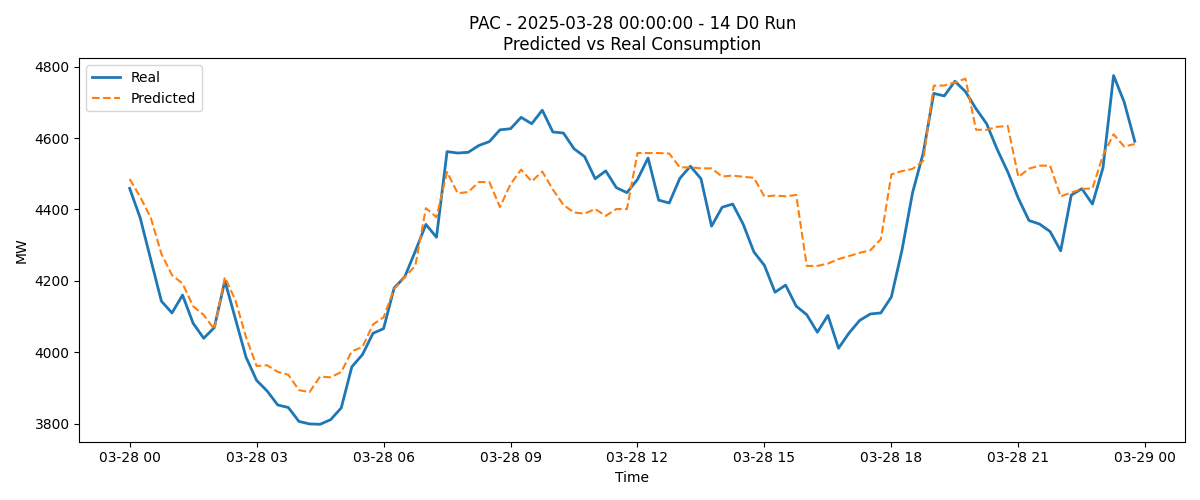 PAC - 2025-03-28 00:00:00 - 14 D0 Run
Predicted vs Real Consumption
Real
Predicted
MW
4800
4600
4400
4200
4000
3800
03-28 00 03-28 03 03-28 06 03-28 09 03-28 12 03-28 15 03-28 18 03-28 21 03-29 00
Time